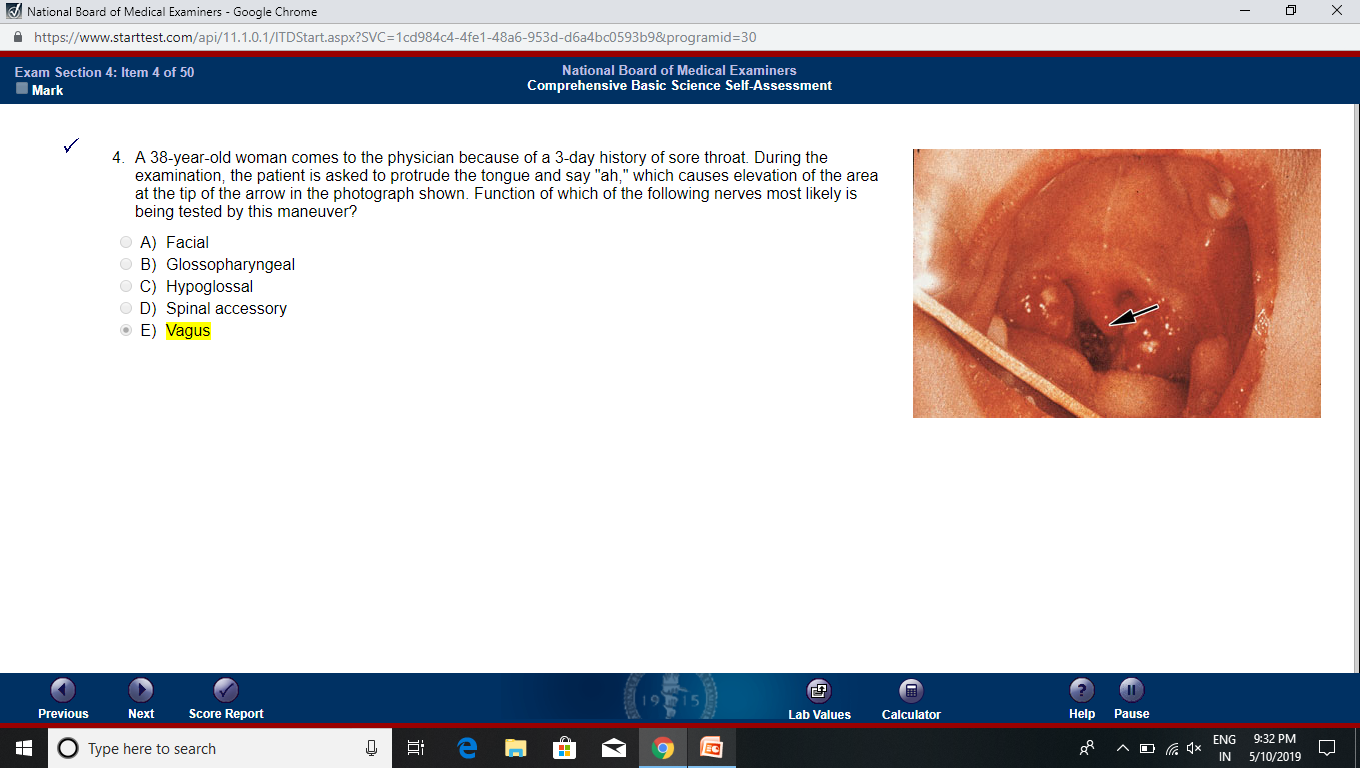 National Board of Medical Examiners - Google Chrome
https://www.starttest.com/api/11.1.0.1/ITDStart.aspx?SVC=1cd984c4-4fe1-48a6-953d-d6a4bc0593b9&programid=30
Exam Section 4: Item 4 of 50
Mark
National Board of Medical Examiners
Comprehensive Basic Science Self-Assessment
4. A 38-year-old woman comes to the physician because of a 3-day history of sore throat. During the
examination, the patient is asked to protrude the tongue and say "ah," which causes elevation of the area
at the tip of the arrow in the photograph shown. Function of which of the following nerves most likely is
being tested by this maneuver?
A) Facial
B) Glossopharyngeal
C) Hypoglossal
D) Spinal accessory
E) Vagus
Previous
Next
Score Report
19 15
Lab Values
Calculator
Help
Pause
Type here to search
ENG
IN
9:32 PM
5/10/2019